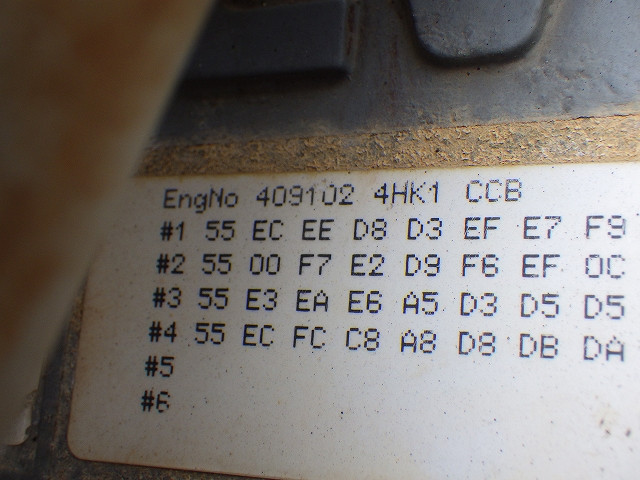 EngNo 409102 4HK1 CCB
#1 55 EC EE D8 D3 EF E7 F9
#2 55 00 F7 E2 D9 F6 EF 0C
#3 55 E3 EA E6 A5 D3 D5 D5
#4 55 EC FC C8 A8 D8 DB DA
#5
#6